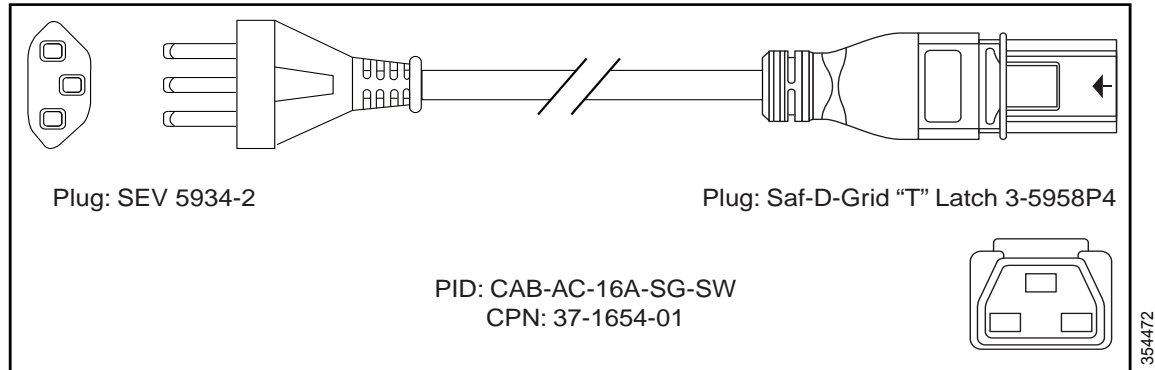 Plug: SEV 5934-2
Plug: Saf-D-Grid “T” Latch 3-5958P4
PID: CAB-AC-16A-SG-SW
CPN: 37-1654-01
354472